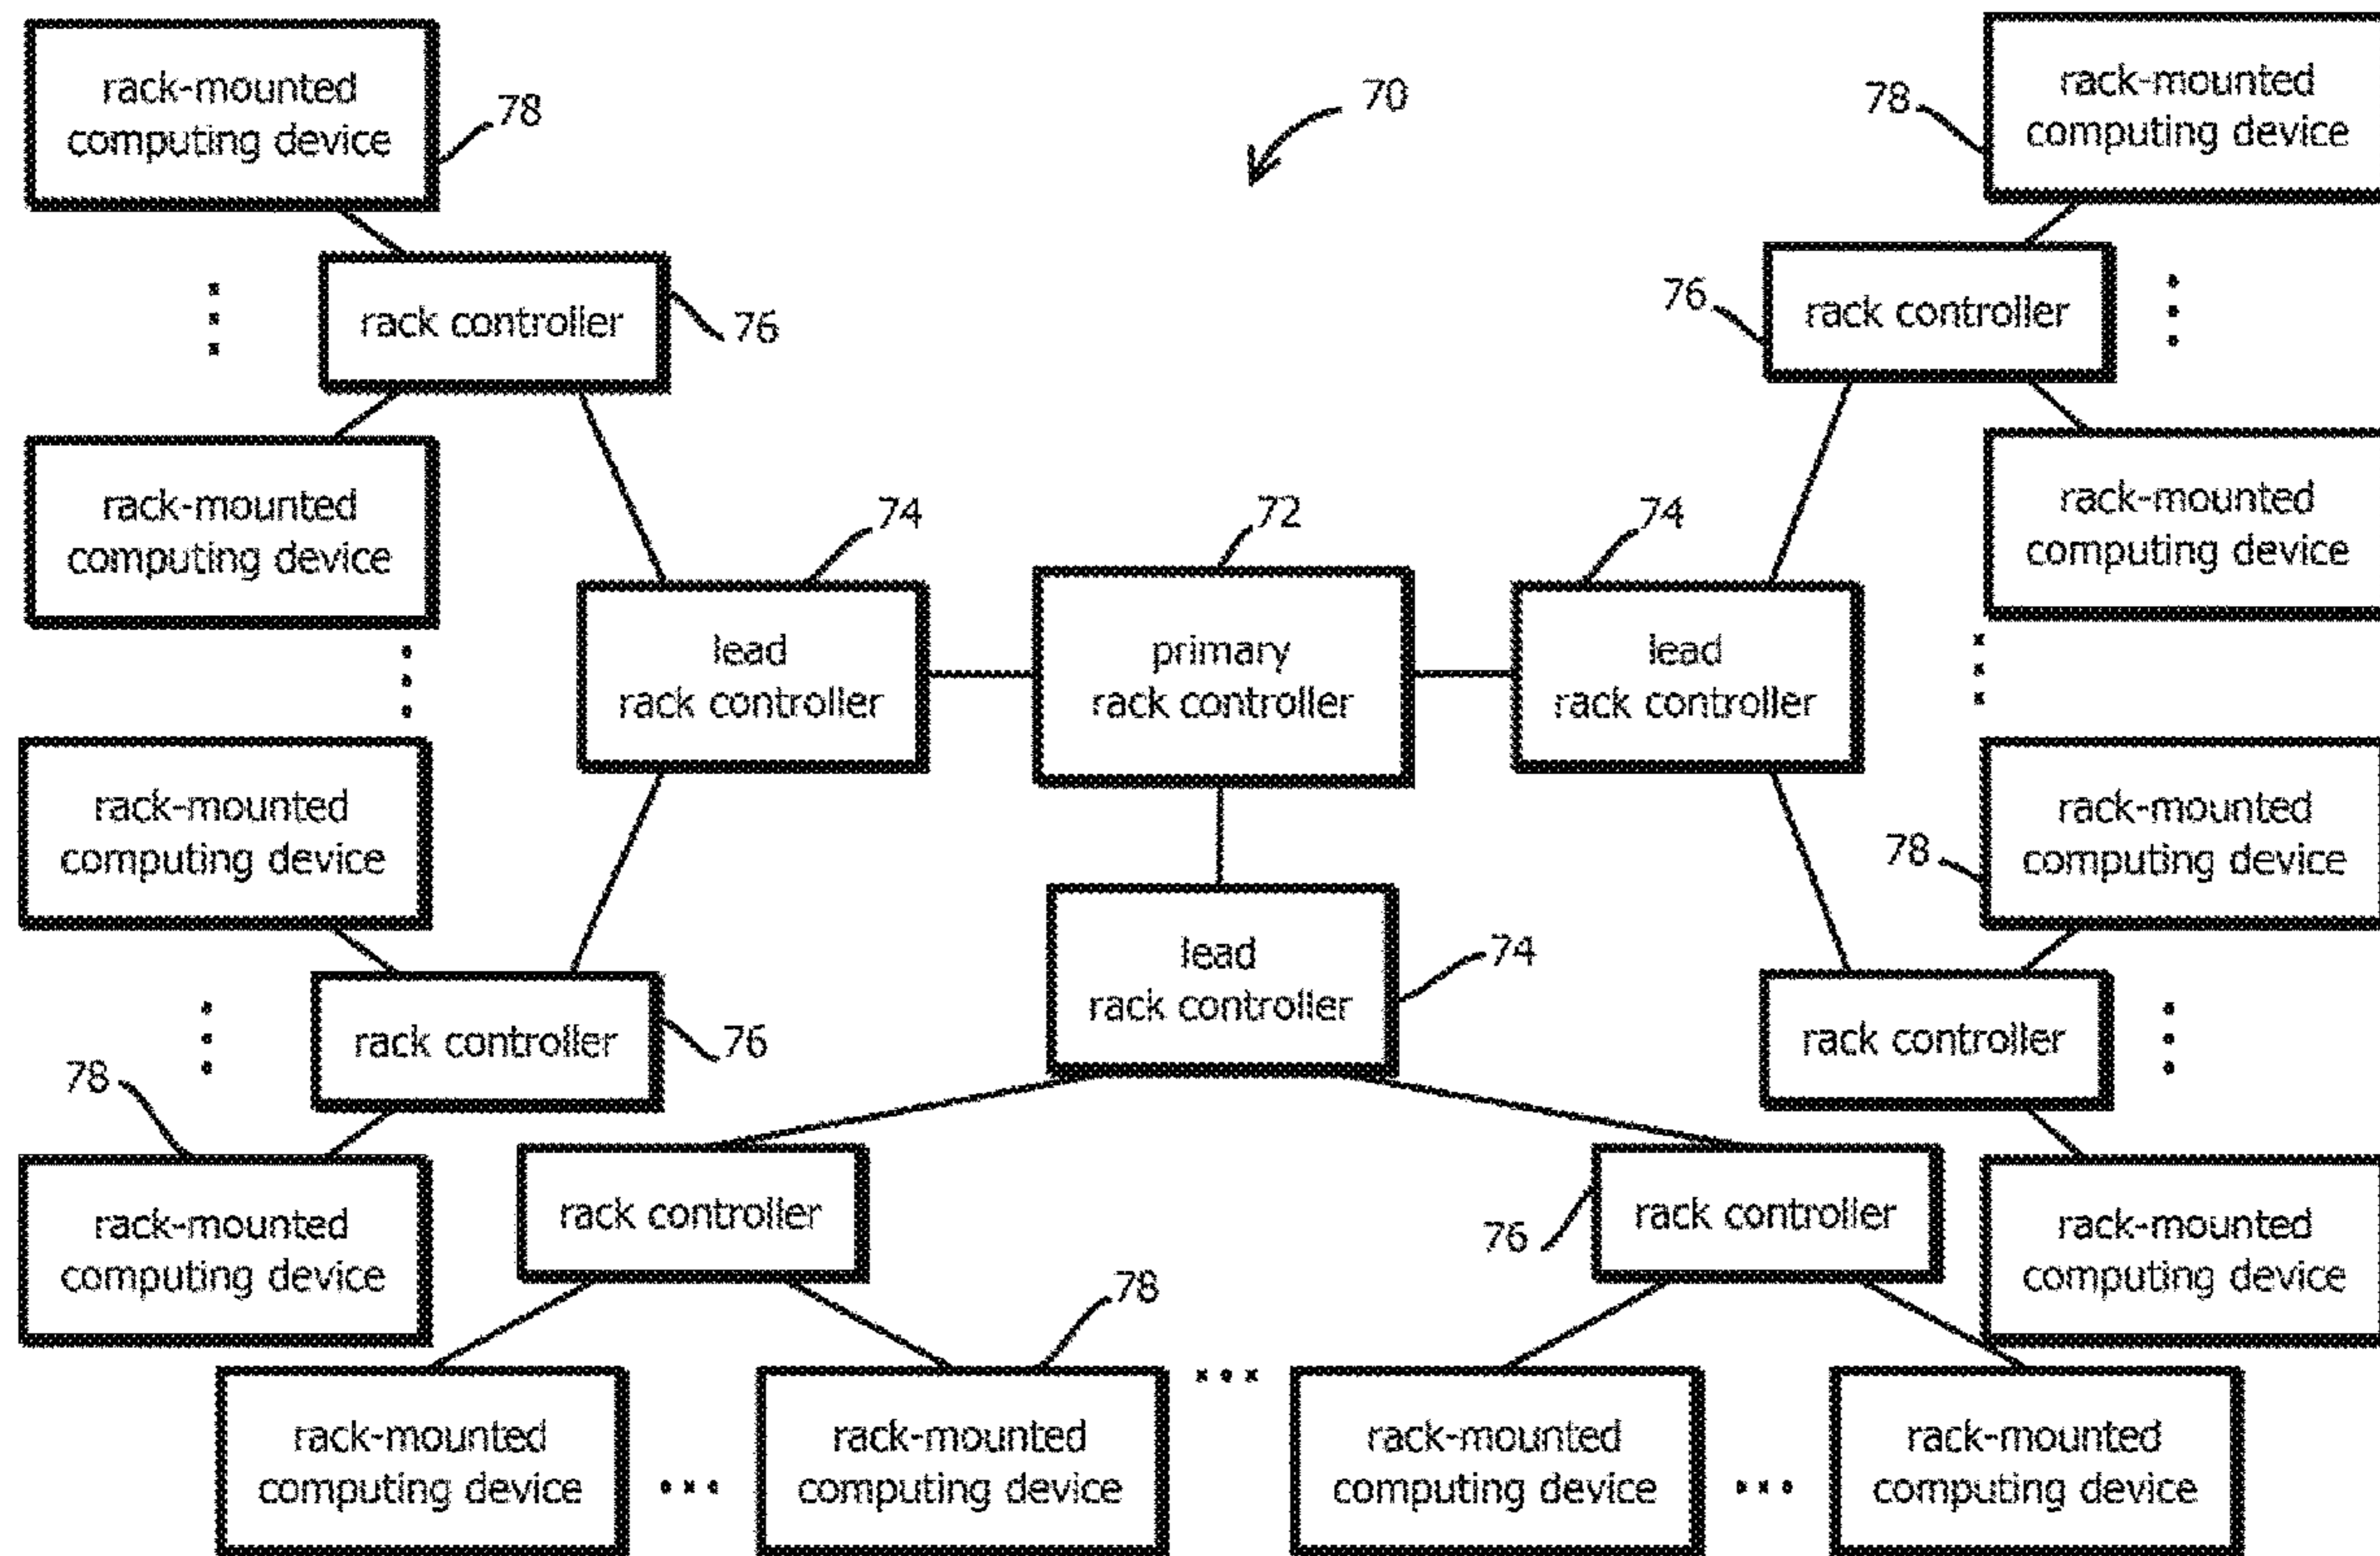 rack-mounted
computing device
78
70
78
rack-mounted
computing device
rack controller
76
76
rack controller
rack-mounted
computing device
74
72
74
rack-mounted
computing device
lead
rack controller
primary
rack controller
lead
rack controller
rack-mounted
computing device
78
rack-mounted
computing device
lead
rack controller
74
rack controller
76
rack controller
78
rack-mounted
computing device
rack controller
76
rack controller
rack-mounted
computing device
78
rack-mounted
computing device
rack-mounted
computing device
rack-mounted
computing device
rack-mounted
computing device